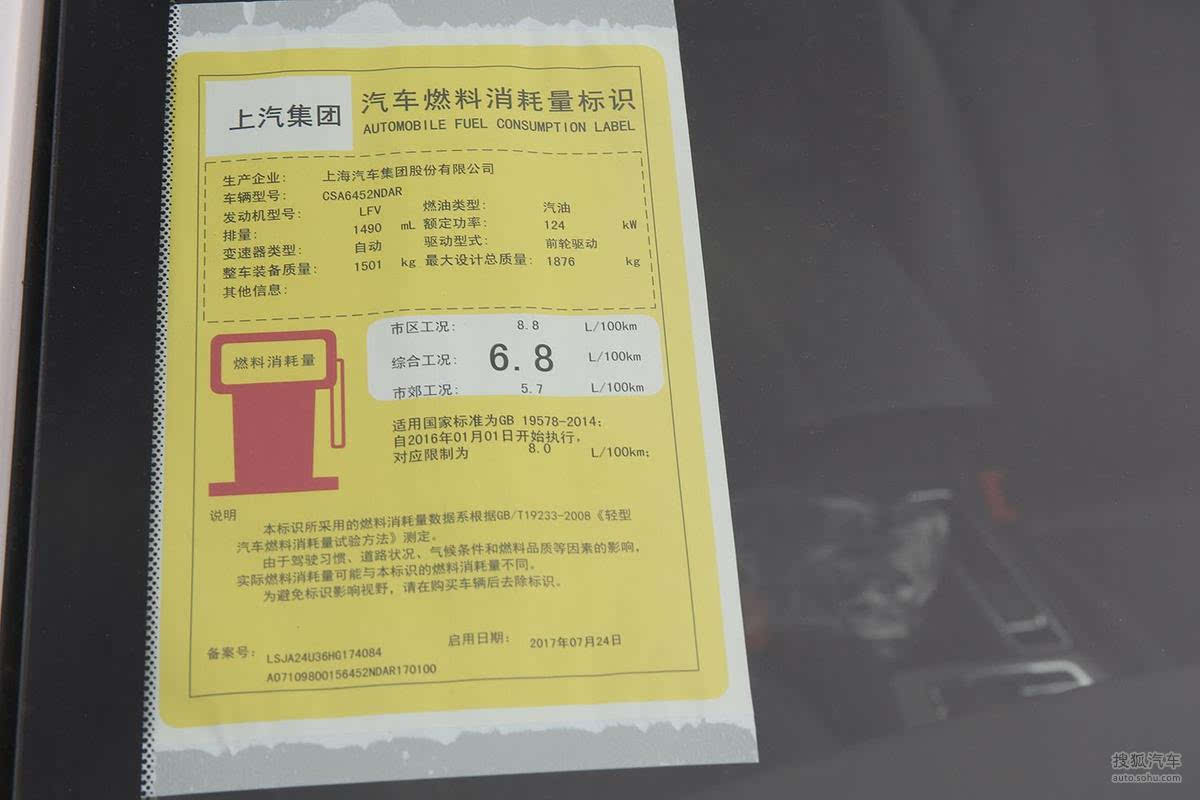 上汽集团
汽车燃料消耗量标识
AUTOMOBILE FUEL CONSUMPTION LABEL
生产企业: 上海汽车集团股份有限公司
车辆型号: CSA6452NDAR
发动机型号: LFV 燃油类型: 汽油
排量: 1490 mL 额定功率: 124 kW
变速器类型: 自动 驱动型式: 前轮驱动
整车装备质量: 1501 kg 最大设计总质量: 1876 kg
其他信息:
燃料消耗量
市区工况: 8.8 L/100km
综合工况: 6.8 L/100km
市郊工况: 5.7 L/100km
适用国家标准为GB 19578-2014;
自2016年01月01日开始执行,
对应限制为 8.0 L/100km;
说明
本标识所采用的燃料消耗量数据系根据GB/T19233-2008《轻型
汽车燃料消耗量试验方法》测定。
由于驾驶习惯、道路状况、气候条件和燃料品质等因素的影响,
实际燃料消耗量可能与本标识的燃料消耗量不同。
为避免标识影响视野,请在购买车辆后去除标识。
备案号: LSJA24U36HG174084 启用日期: 2017年07月24日
A07109800156452NDAR170100
搜狐汽车
auto.sohu.com